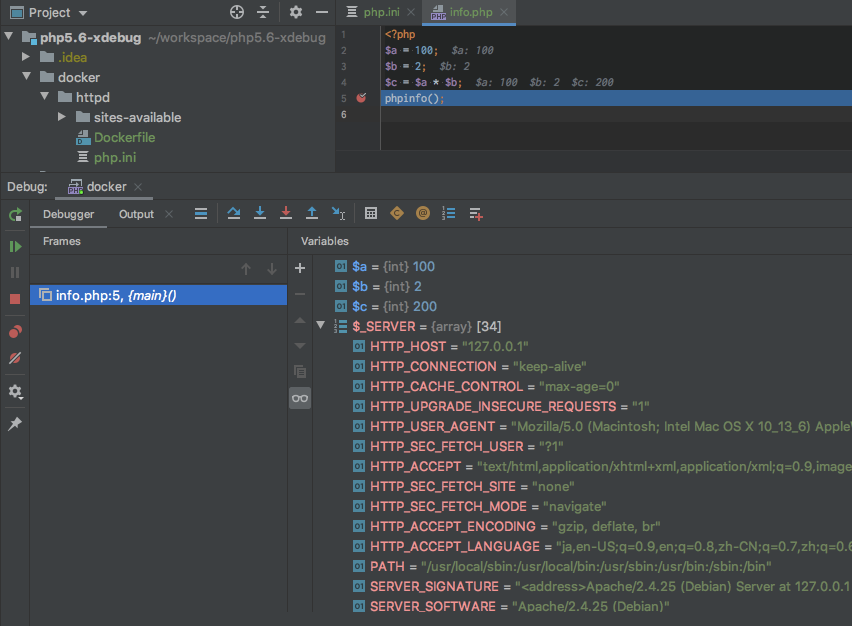 Project
php5.6-xdebug ~/workspace/php5.6-xdebug
.idea
docker
httpd
sites-available
Dockerfile
php.ini
php.ini
info.php
1 <?php
2 $a = 100; $a: 100
3 $b = 2; $b: 2
4 $c = $a * $b; $a: 100 $b: 2 $c: 200
5 phpinfo();
6
Debug: docker
Debugger Output
Frames
info.php:5, {main}()
Variables
$a = {int} 100
$b = {int} 2
$c = {int} 200
$_SERVER = {array} [34]
HTTP_HOST = "127.0.0.1"
HTTP_CONNECTION = "keep-alive"
HTTP_CACHE_CONTROL = "max-age=0"
HTTP_UPGRADE_INSECURE_REQUESTS = "1"
HTTP_USER_AGENT = "Mozilla/5.0 (Macintosh; Intel Mac OS X 10_13_6) Apple
HTTP_SEC_FETCH_USER = "?1"
HTTP_ACCEPT = "text/html,application/xhtml+xml,application/xml;q=0.9,image
HTTP_SEC_FETCH_SITE = "none"
HTTP_SEC_FETCH_MODE = "navigate"
HTTP_ACCEPT_ENCODING = "gzip, deflate, br"
HTTP_ACCEPT_LANGUAGE = "ja,en-US;q=0.9,en;q=0.8,zh-CN;q=0.7,zh;q=0.6
PATH = "/usr/local/sbin:/usr/local/bin:/usr/sbin:/usr/bin:/sbin:/bin"
SERVER_SIGNATURE = "<address>Apache/2.4.25 (Debian) Server at 127.0.0.1
SERVER_SOFTWARE = "Apache/2.4.25 (Debian)"